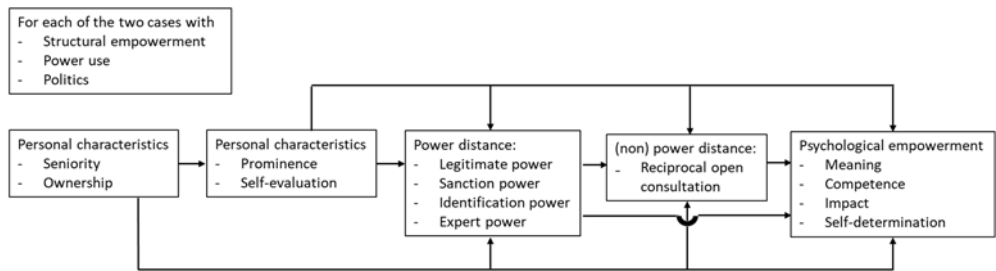 For each of the two cases with
- Structural empowerment
- Power use
- Politics
Personal characteristics
- Seniority
- Ownership
Personal characteristics
- Prominence
- Self-evaluation
Power distance:
- Legitimate power
- Sanction power
- Identification power
- Expert power
(non) power distance:
- Reciprocal open
consultation
Psychological empowerment
- Meaning
- Competence
- Impact
- Self-determination